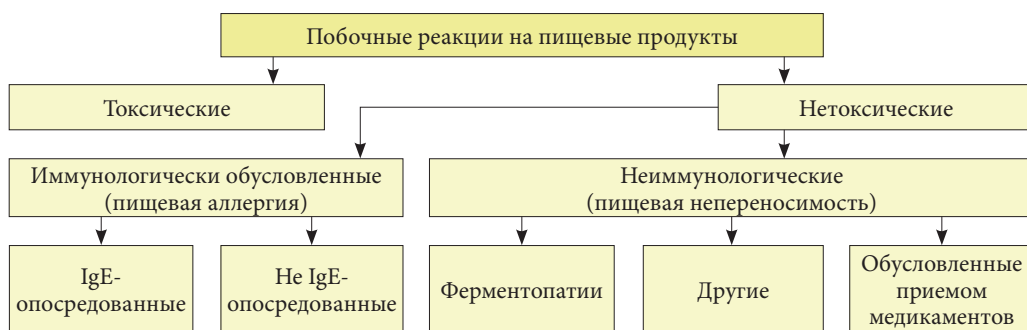 Побочные реакции на пищевые продукты
Токсические
Нетоксические
Иммунологически обусловленные
(пищевая аллергия)
Неиммунологические
(пищевая непереносимость)
IgE-
опосредованные
Не IgE-
опосредованные
Ферментопатии
Другие
Обусловленные
приемом
медикаментов